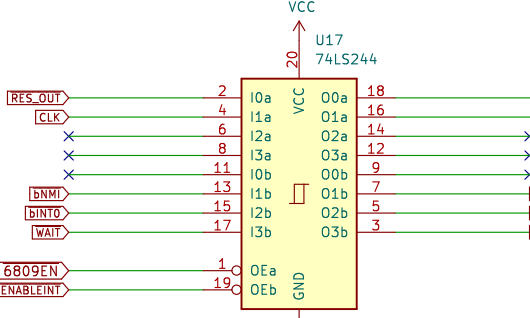 VCC
U17
74LS244
20
VCC
RES_OUT 2 I0a O0a 18
CLK 4 I1a O1a 16
6 I2a O2a 14
8 I3a O3a 12
11 I0b O0b 9
bNMI 13 I1b O1b 7
bINT0 15 I2b O2b 5
WAIT 17 I3b O3b 3
6809EN 1 OEa
ENABLEINT 19 OEb
GND